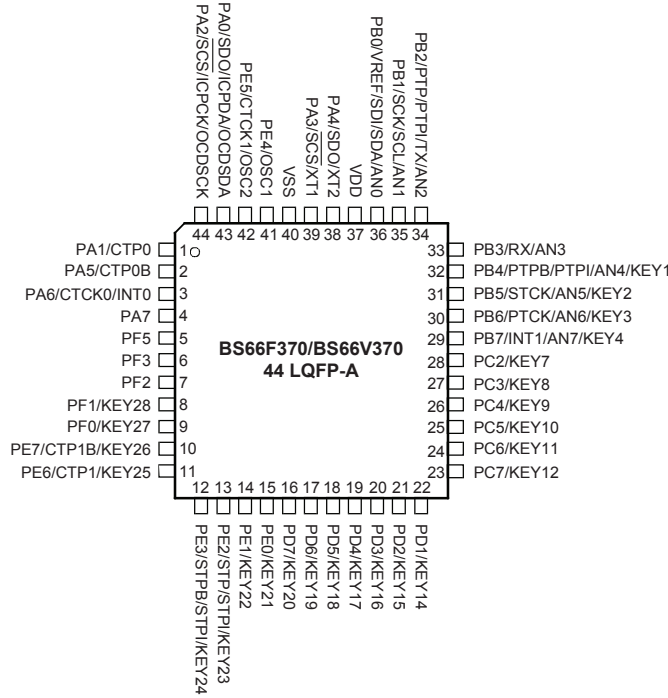 PA2/SCS/ICPCK/OCDSCK
PA0/SDO/ICPDA/OCDSDA
PE5/CTCK1/OSC2
PE4/OSC1
VSS
PA3/SCS/XT1
PA4/SDO/XT2
VDD
PB0/VREF/SDI/SDA/AN0
PB1/SCK/SCL/AN1
PB2/PTP/PTPI/TX/AN2
44 43 42 41 40 39 38 37 36 35 34
PA1/CTP0 1
PA5/CTP0B 2
PA6/CTCK0/INT0 3
PA7 4
PF5 5
PF3 6
PF2 7
PF1/KEY28 8
PF0/KEY27 9
PE7/CTP1B/KEY26 10
PE6/CTP1/KEY25 11
BS66F370/BS66V370
44 LQFP-A
33 PB3/RX/AN3
32 PB4/PTPB/PTPI/AN4/KEY1
31 PB5/STCK/AN5/KEY2
30 PB6/PTCK/AN6/KEY3
29 PB7/INT1/AN7/KEY4
28 PC2/KEY7
27 PC3/KEY8
26 PC4/KEY9
25 PC5/KEY10
24 PC6/KEY11
23 PC7/KEY12
12 13 14 15 16 17 18 19 20 21 22
PE3/STPB/STPI/KEY24
PE2/STP/STPI/KEY23
PE1/KEY22
PE0/KEY21
PD7/KEY20
PD6/KEY19
PD5/KEY18
PD4/KEY17
PD3/KEY16
PD2/KEY15
PD1/KEY14